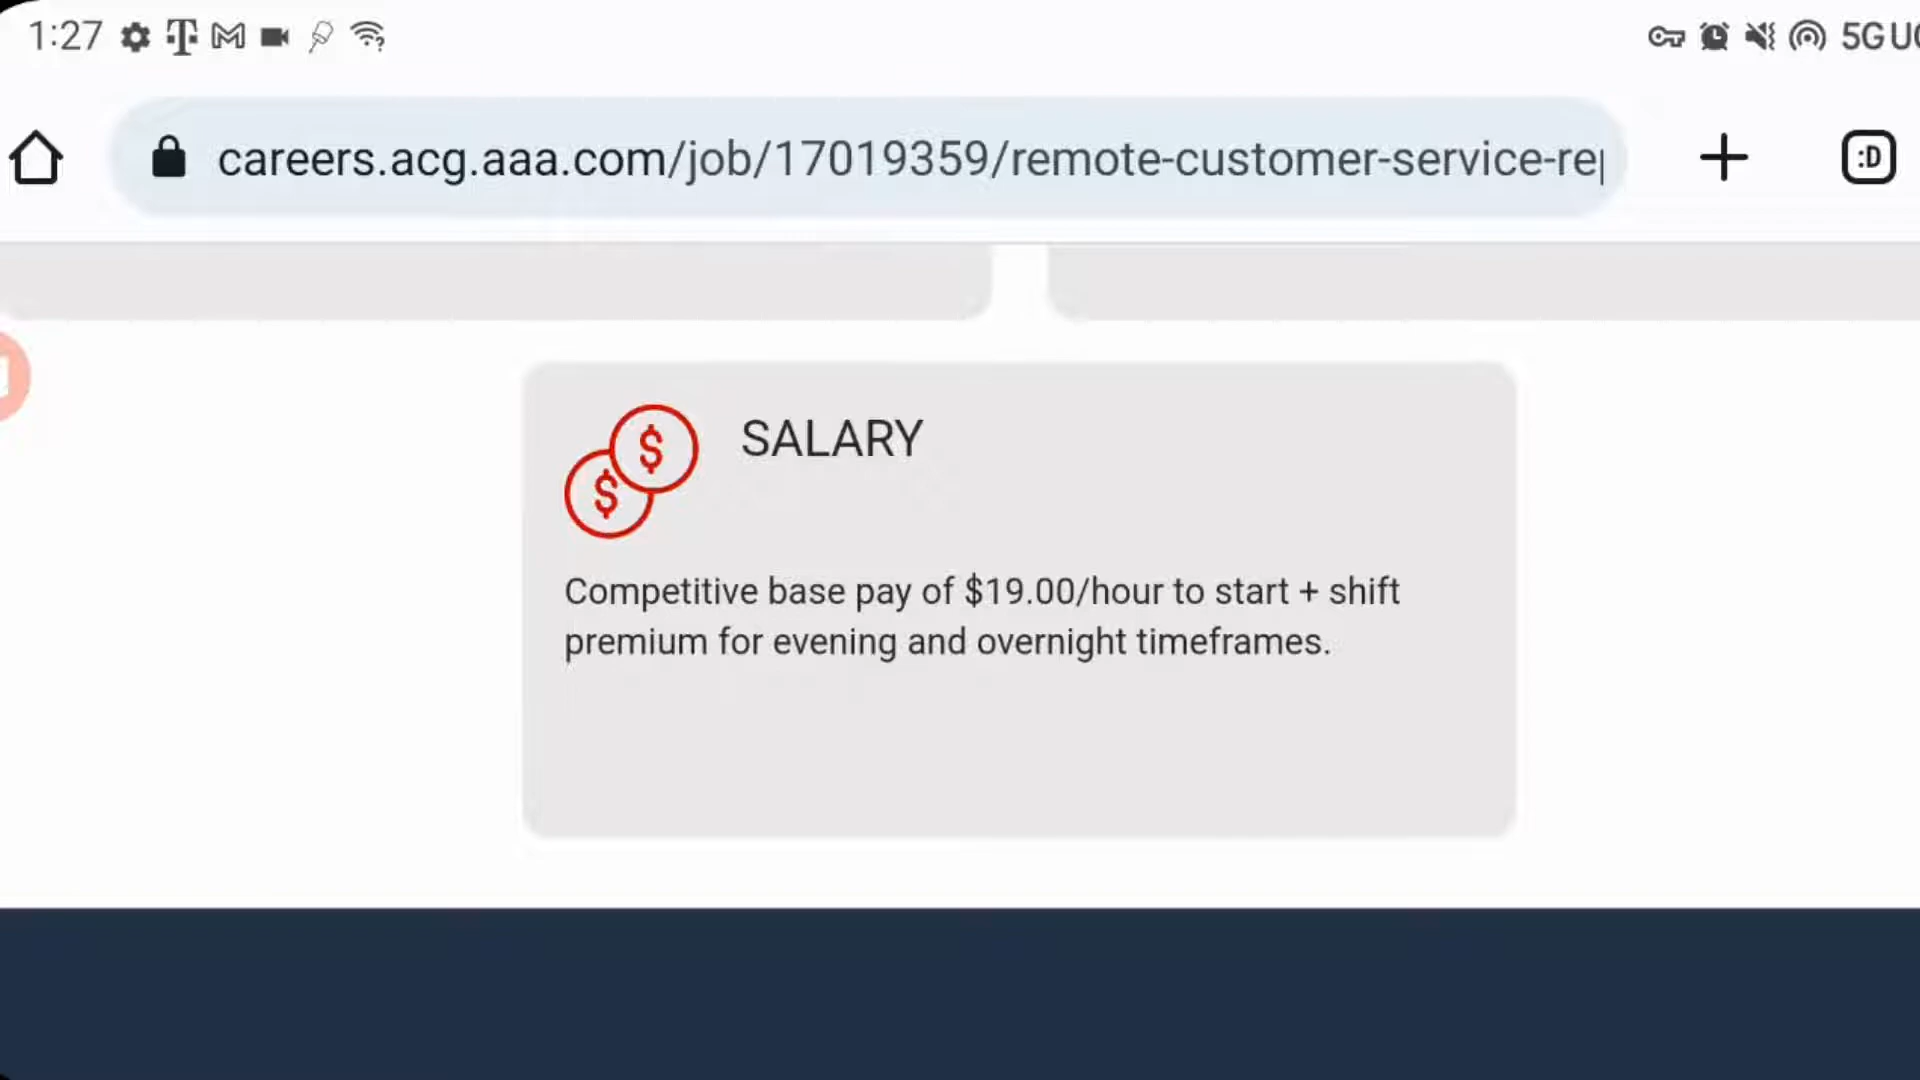 1:27
5G
careers.acg.aaa.com/job/17019359/remote-customer-service-re
:D
SALARY
$
$
Competitive base pay of $19.00/hour to start + shift
premium for evening and overnight timeframes.